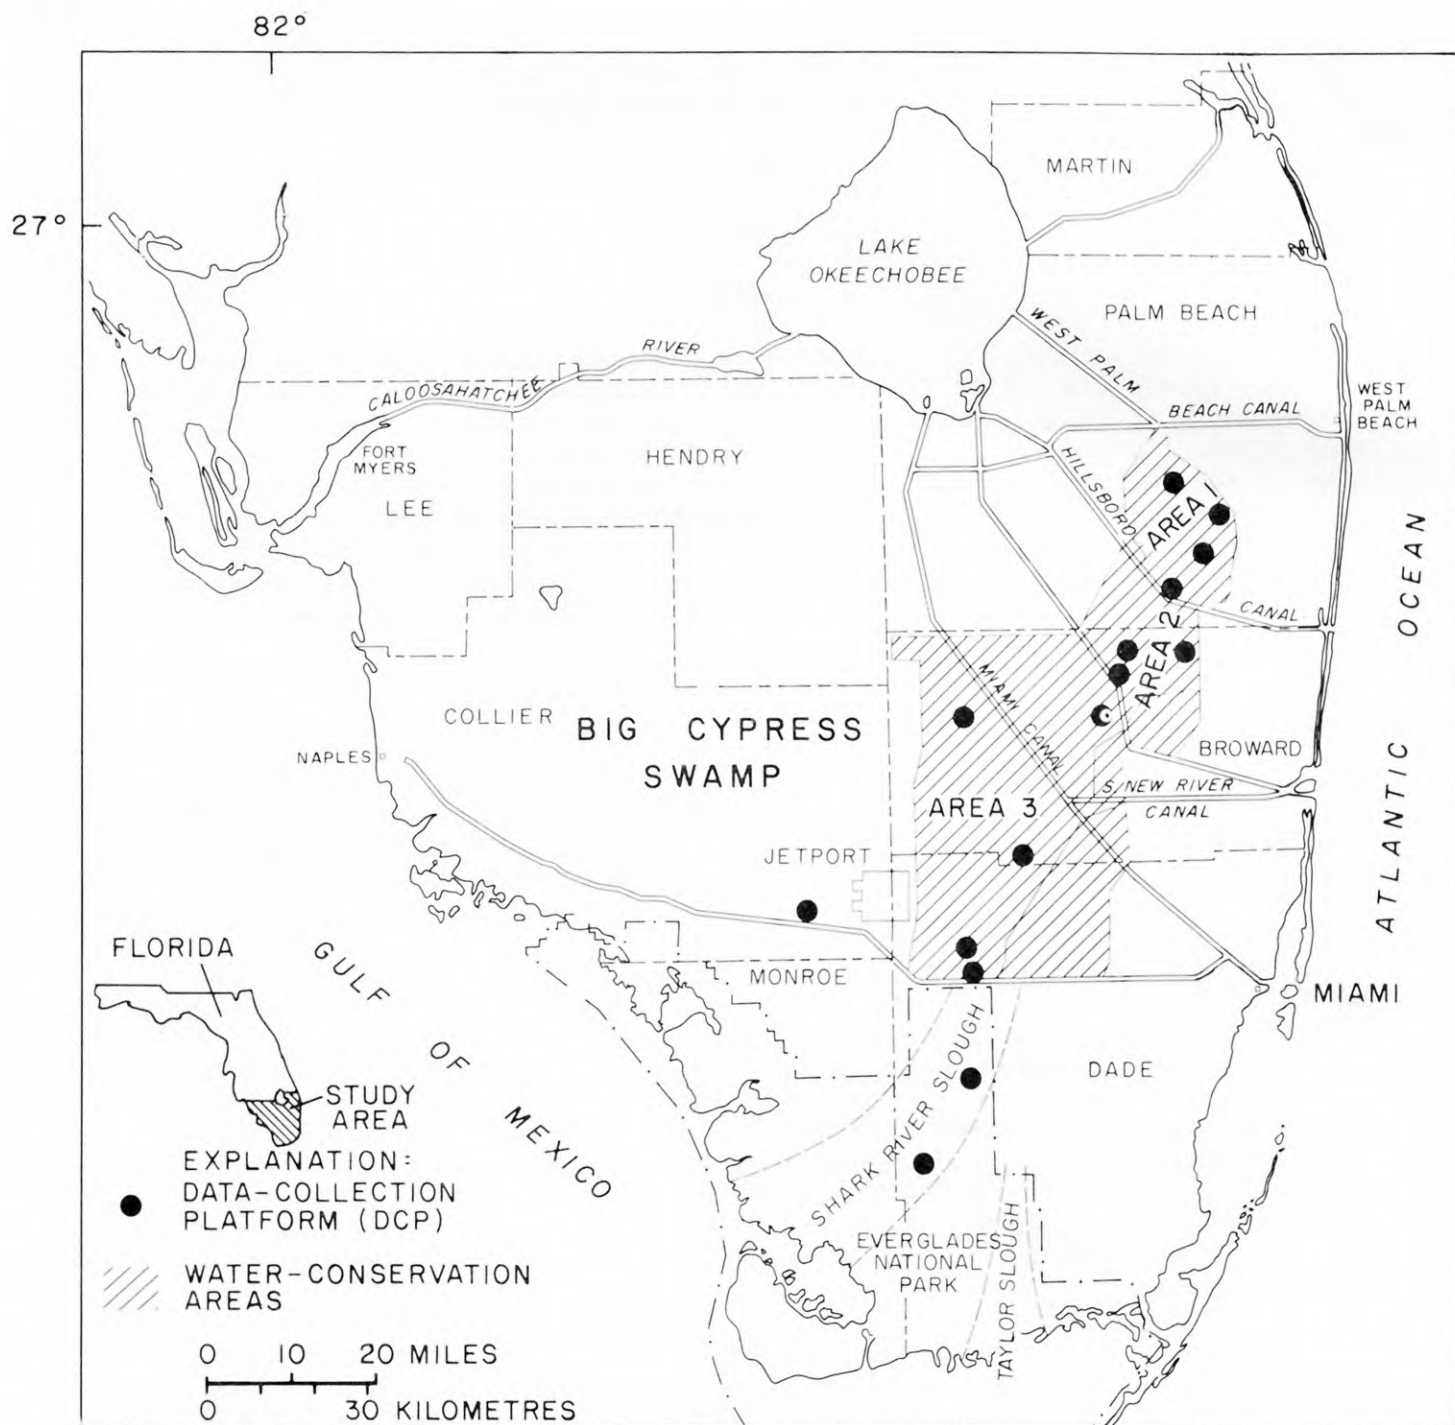 82°
27°
MARTIN
LAKE
OKEECHOBEE
PALM BEACH
WEST PALM
BEACH CANAL
WEST
PALM
BEACH
CALOOSAHATCHEE
RIVER
FORT
MYERS
LEE
HENDRY
HILLSBORO
CANAL
AREA 1
AREA 2
ATLANTIC OCEAN
COLLIER
BIG CYPRESS
SWAMP
NAPLES
MIAMI CANAL
BROWARD
S. NEW RIVER
CANAL
AREA 3
JETPORT
MONROE
MIAMI
DADE
FLORIDA
GULF OF MEXICO
STUDY
AREA
SHARK RIVER SLOUGH
EVERGLADES
NATIONAL
PARK
TAYLOR SLOUGH
EXPLANATION:
DATA-COLLECTION
PLATFORM (DCP)
WATER-CONSERVATION
AREAS
0 10 20 MILES
0 30 KILOMETRES